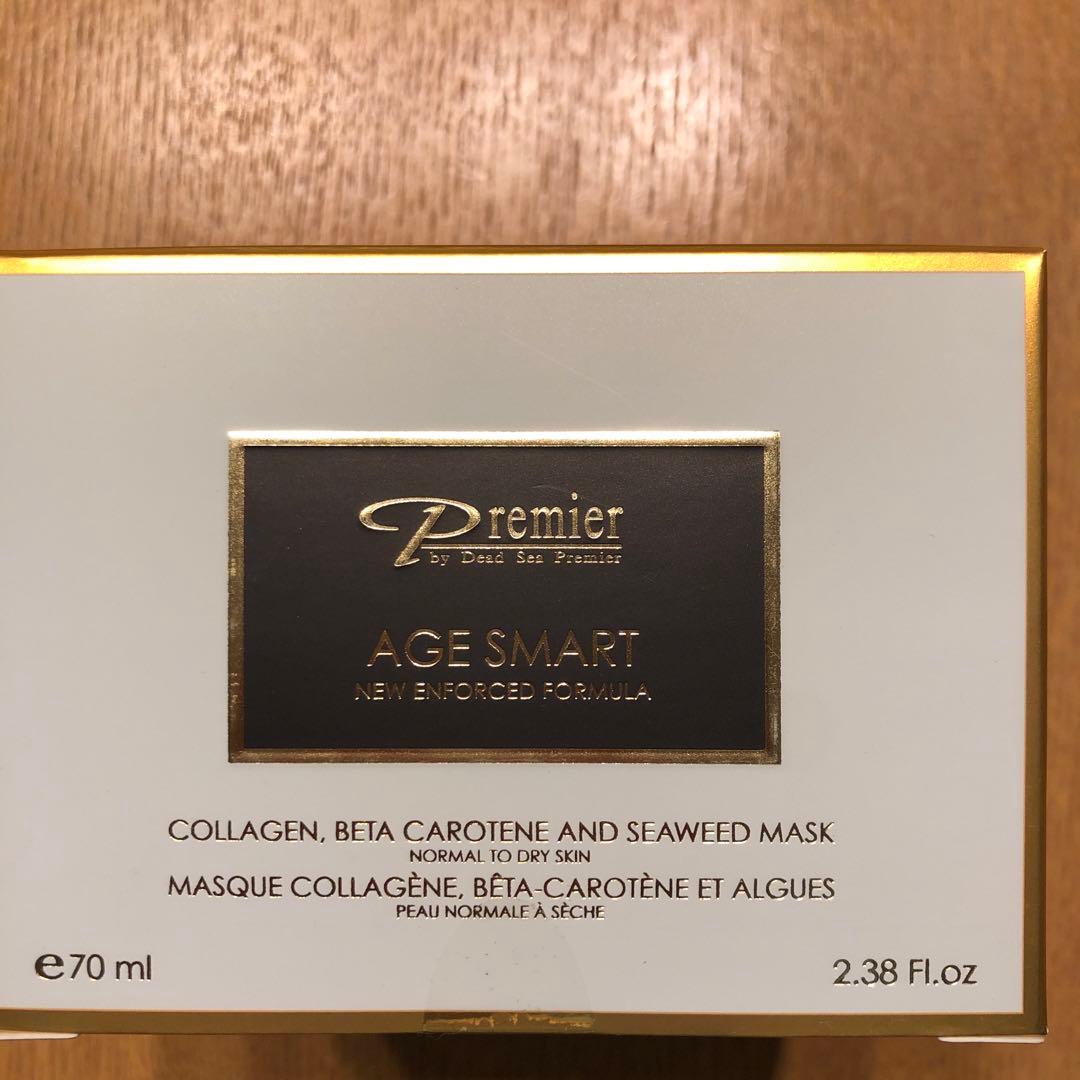 Premier
by Dead Sea Premier
AGE SMART
NEW ENFORCED FORMULA
COLLAGEN, BETA CAROTENE AND SEAWEED MASK
NORMAL TO DRY SKIN
MASQUE COLLAGÈNE, BÊTA-CAROTÈNE ET ALGUES
PEAU NORMALE À SÈCHE
e70 ml
2.38 Fl.oz